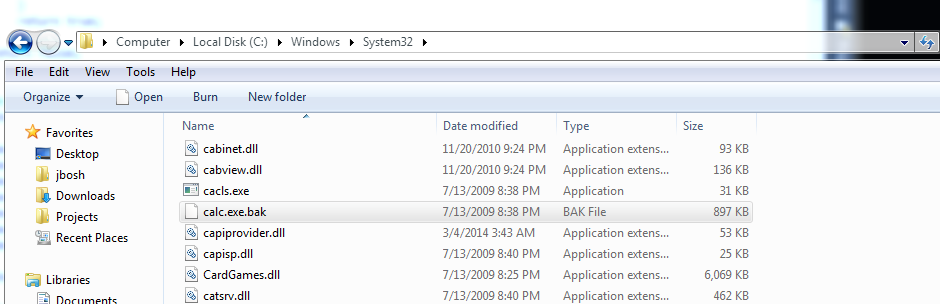 Computer Local Disk (C:) Windows System32
File Edit View Tools Help
Organize Open Burn New folder
Favorites
Desktop
jbosh
Downloads
Projects
Recent Places
Libraries
Documents
Name Date modified Type Size
cabinet.dll 11/20/2010 9:24 PM Application extens... 93 KB
cabview.dll 11/20/2010 9:24 PM Application extens... 136 KB
cacls.exe 7/13/2009 8:38 PM Application 31 KB
calc.exe.bak 7/13/2009 8:38 PM BAK File 897 KB
capiprovider.dll 3/4/2014 3:43 AM Application extens... 53 KB
capisp.dll 7/13/2009 8:40 PM Application extens... 25 KB
CardGames.dll 7/13/2009 8:25 PM Application extens... 6,069 KB
catsrv.dll 7/13/2009 8:40 PM Application extens... 462 KB